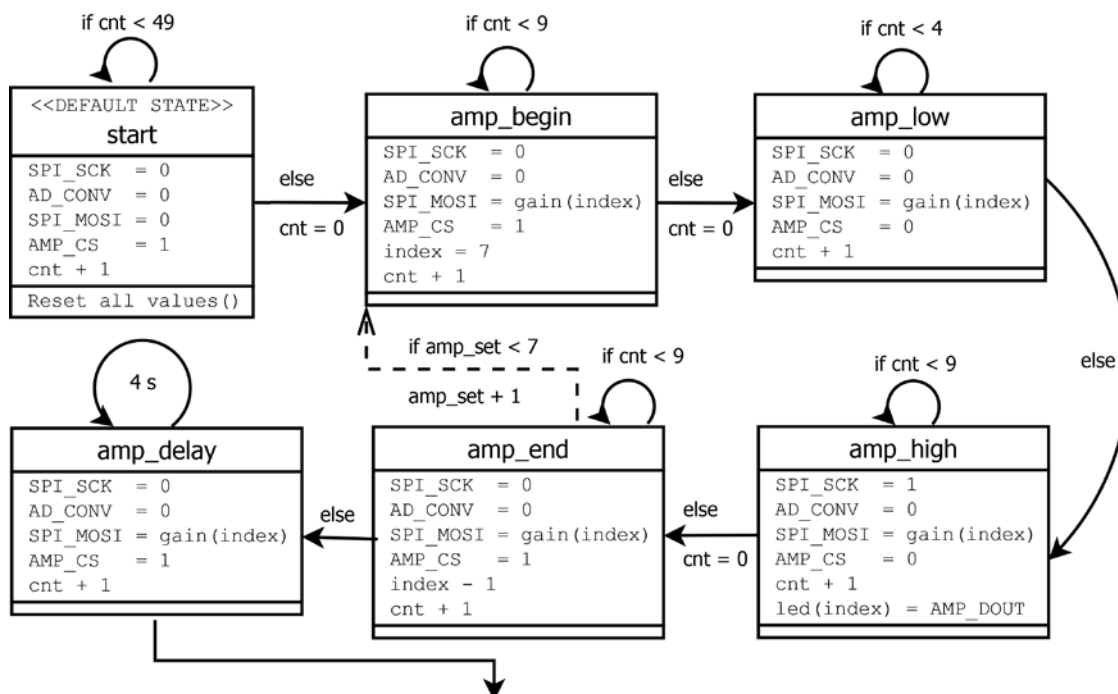 if cnt < 49
<<DEFAULT STATE>>
start
SPI_SCK = 0
AD_CONV = 0
SPI_MOSI = 0
AMP_CS = 1
cnt + 1
Reset all values()
else
cnt = 0
if cnt < 9
amp_begin
SPI_SCK = 0
AD_CONV = 0
SPI_MOSI = gain(index)
AMP_CS = 1
index = 7
cnt + 1
else
cnt = 0
if cnt < 4
amp_low
SPI_SCK = 0
AD_CONV = 0
SPI_MOSI = gain(index)
AMP_CS = 0
cnt + 1
else
if cnt < 9
amp_high
SPI_SCK = 1
AD_CONV = 0
SPI_MOSI = gain(index)
AMP_CS = 0
cnt + 1
led(index) = AMP_DOUT
else
cnt = 0
if amp_set < 7
amp_set + 1
if cnt < 9
amp_end
SPI_SCK = 0
AD_CONV = 0
SPI_MOSI = gain(index)
AMP_CS = 1
index - 1
cnt + 1
else
4 s
amp_delay
SPI_SCK = 0
AD_CONV = 0
SPI_MOSI = gain(index)
AMP_CS = 1
cnt + 1